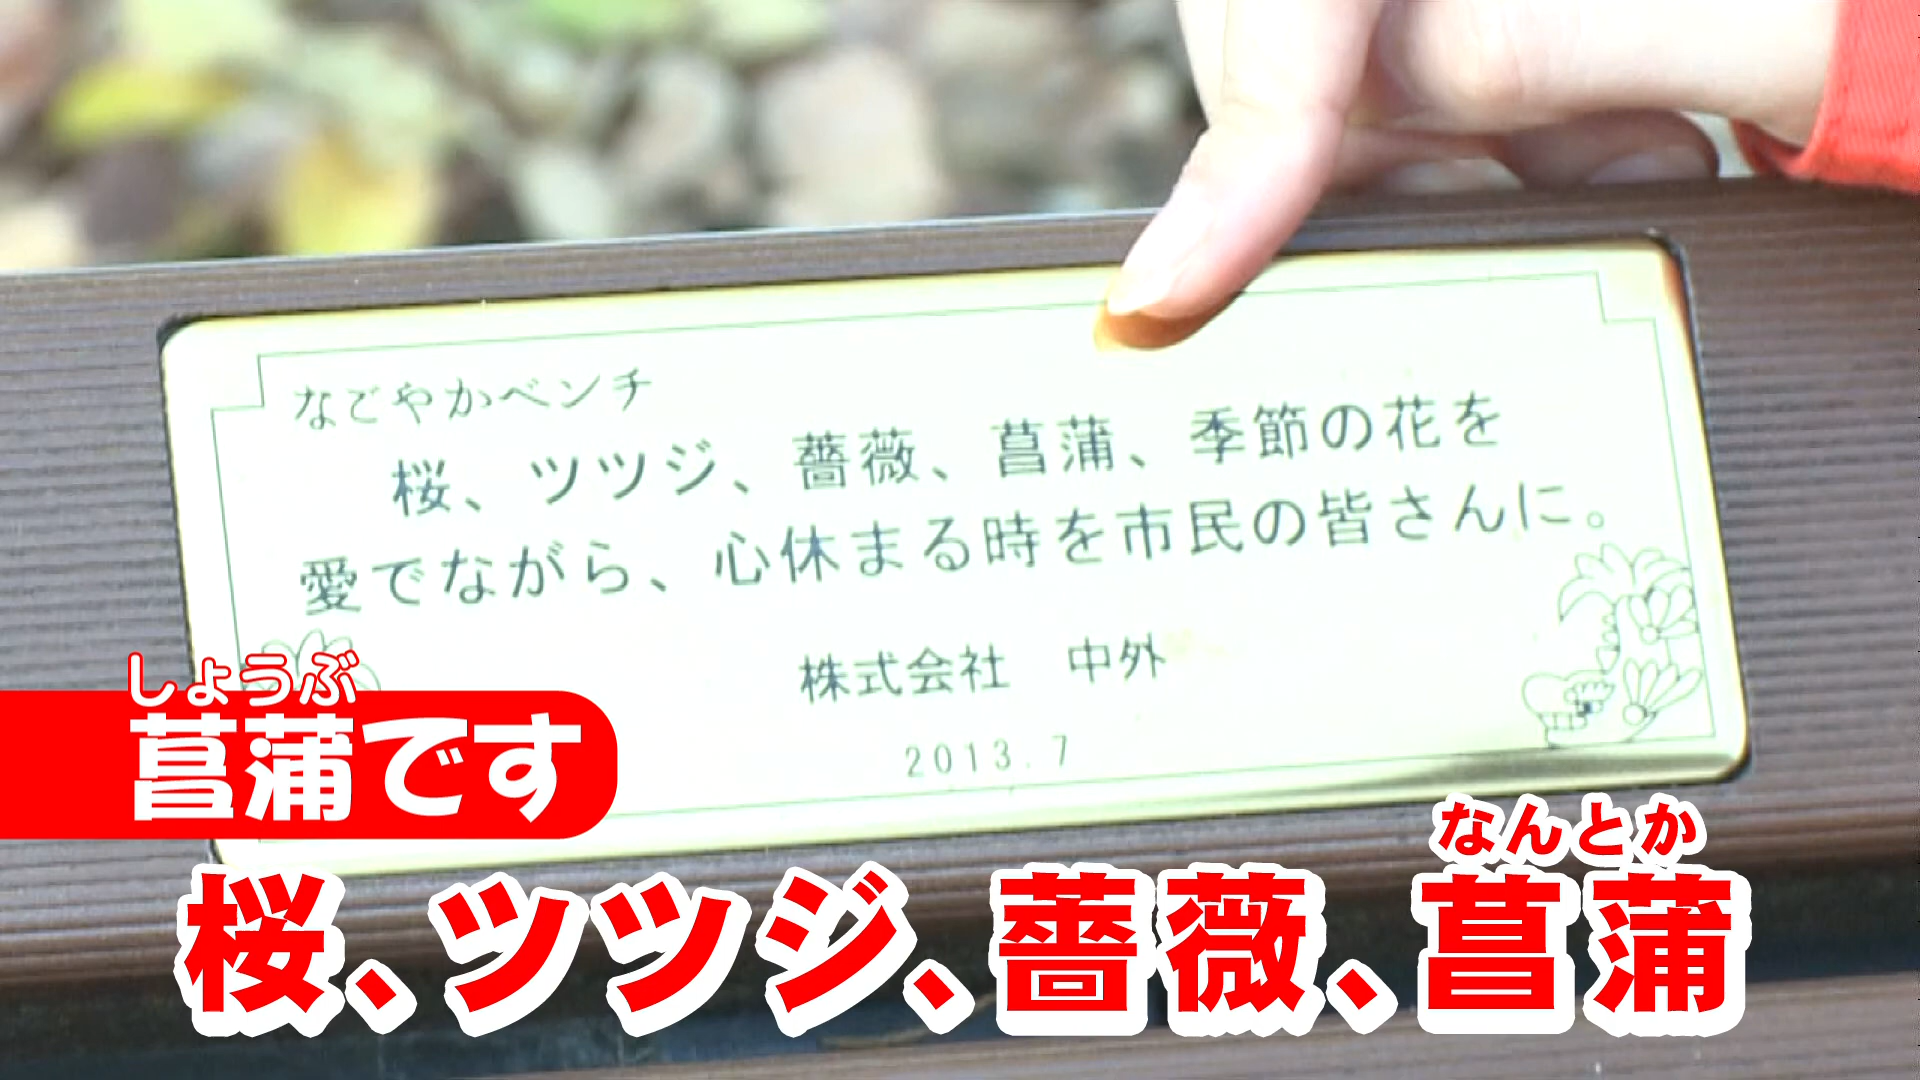 なごやかベンチ
桜、ツツジ、薔薇、菖蒲、季節の花を
愛でながら、心休まる時を市民の皆さんに。
株式会社　中外
2013.7
しょうぶ
菖蒲です
なんとか
桜、ツツジ、薔薇、菖蒲